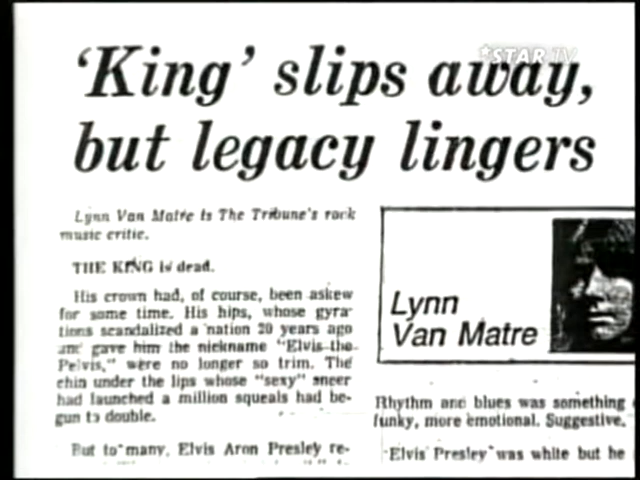 *STAR TV
'King' slips away,
but legacy lingers
Lynn Van Matre is The Tribune's rock
music critic.
THE KING is dead.
His crown had, of course, been askew
for some time. His hips, whose gyra-
tions scandalized a nation 20 years ago
and gave him the nickname "Elvis the
Pelvis," were no longer so trim. The
chin under the lips whose "sexy" sneer
had launched a million squeals had be-
gun to double.
But to many, Elvis Aron Presley re-
Lynn
Van Matre
Rhythm and blues was something
funky, more emotional. Suggestive,
Elvis Presley was white but he